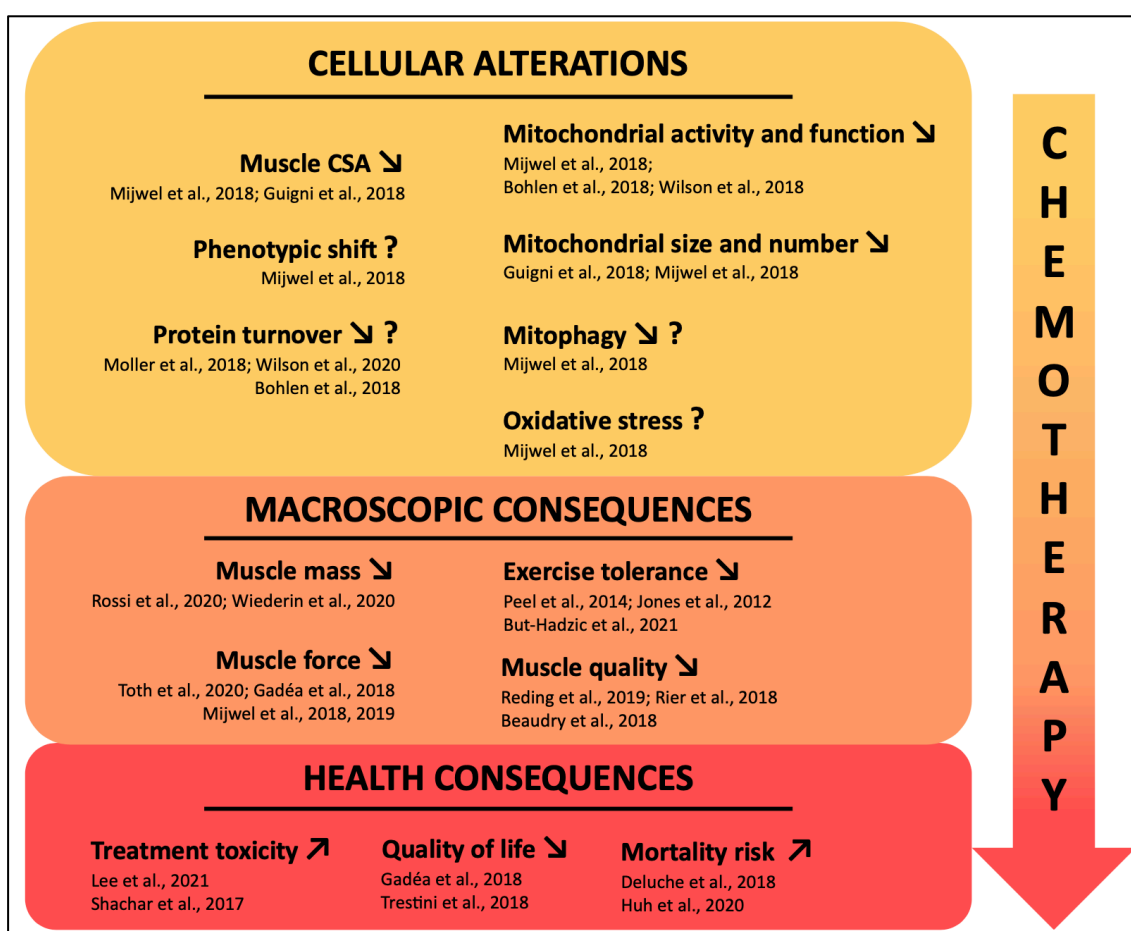 CELLULAR ALTERATIONS
Muscle CSA ↘
Mijwel et al., 2018; Guigni et al., 2018
Phenotypic shift ?
Mijwel et al., 2018
Protein turnover ↘ ?
Moller et al., 2018; Wilson et al., 2020
Bohlen et al., 2018
Mitochondrial activity and function ↘
Mijwel et al., 2018;
Bohlen et al., 2018; Wilson et al., 2018
Mitochondrial size and number ↘
Guigni et al., 2018; Mijwel et al., 2018
Mitophagy ↘ ?
Mijwel et al., 2018
Oxidative stress ?
Mijwel et al., 2018
MACROSCOPIC CONSEQUENCES
Muscle mass ↘
Rossi et al., 2020; Wiederin et al., 2020
Muscle force ↘
Toth et al., 2020; Gadéa et al., 2018
Mijwel et al., 2018, 2019
Exercise tolerance ↘
Peel et al., 2014; Jones et al., 2012
But-Hadzic et al., 2021
Muscle quality ↘
Reding et al., 2019; Rier et al., 2018
Beaudry et al., 2018
HEALTH CONSEQUENCES
Treatment toxicity ↗
Lee et al., 2021
Shachar et al., 2017
Quality of life ↘
Gadéa et al., 2018
Trestini et al., 2018
Mortality risk ↗
Deluche et al., 2018
Huh et al., 2020
CHEMOTHERAPY